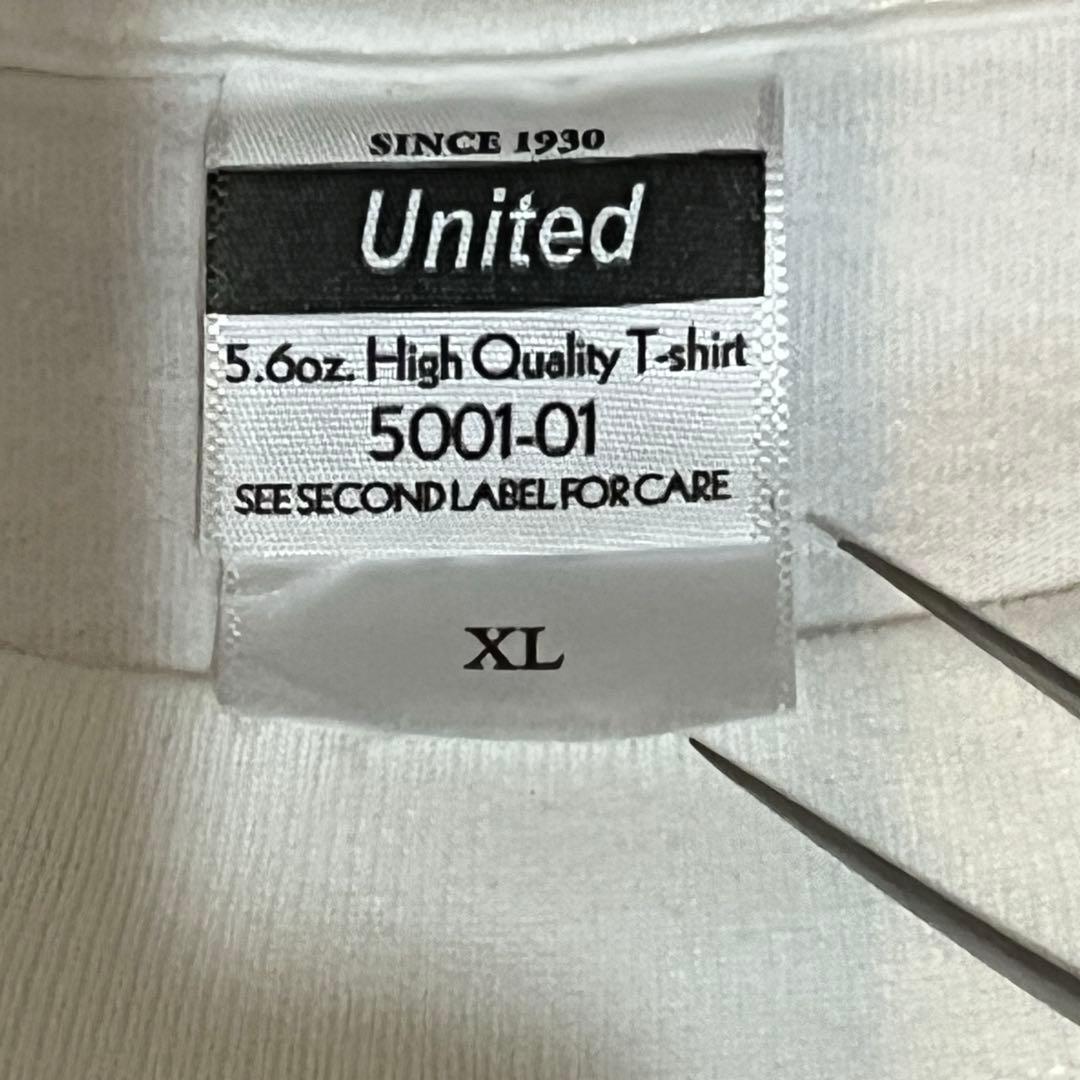 SINCE 1930
United
5.6oz. High Quality T-shirt
5001-01
SEE SECOND LABEL FOR CARE
XL